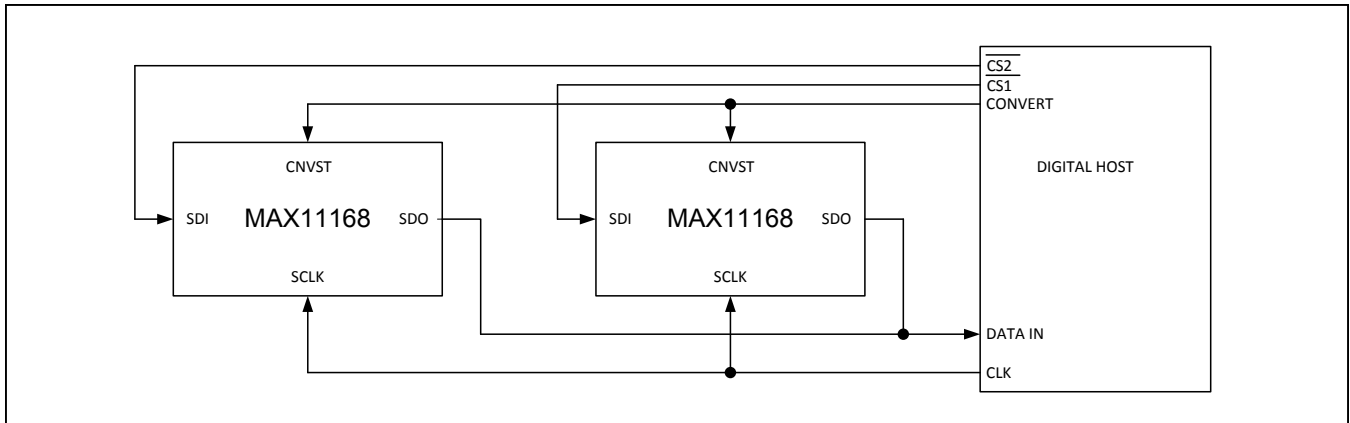 CS2
CS1
CONVERT
CNVST
CNVST
DIGITAL HOST
SDI
MAX11168
SDO
SDI
MAX11168
SDO
SCLK
SCLK
DATA IN
CLK